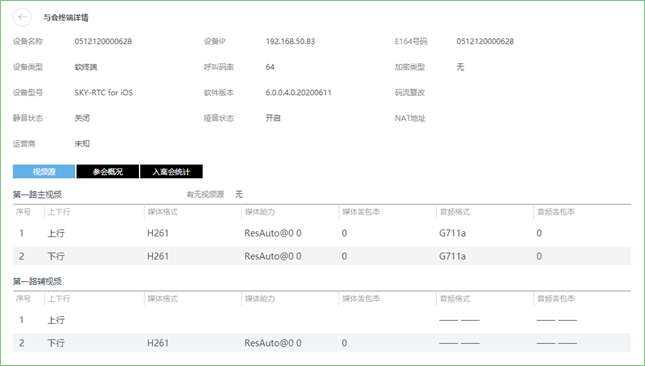 与会终端详情
设备名称 0512120000628 设备IP 192.168.50.83 E164号码 0512120000628
设备类型 软终端 呼叫码率 64 加密类型 无
设备型号 SKY-RTC for iOS 软件版本 6.0.0.4.0.20200611 码流篡改
静音状态 关闭 哑音状态 开启 NAT地址
运营商 未知
视频源 参会概况 入离会统计
第一路主视频 有无视频源 无
序号 上下行 媒体格式 媒体能力 媒体丢包率 音频格式 音频丢包率
1 上行 H261 ResAuto@0 0 0 G711a 0
2 下行 H261 ResAuto@0 0 0 G711a 0
第一路辅视频
序号 上下行 媒体格式 媒体能力 媒体丢包率 音频格式 音频丢包率
1 上行 —— —— —— ——
2 下行 H261 ResAuto@0 0 0 —— —— —— ——